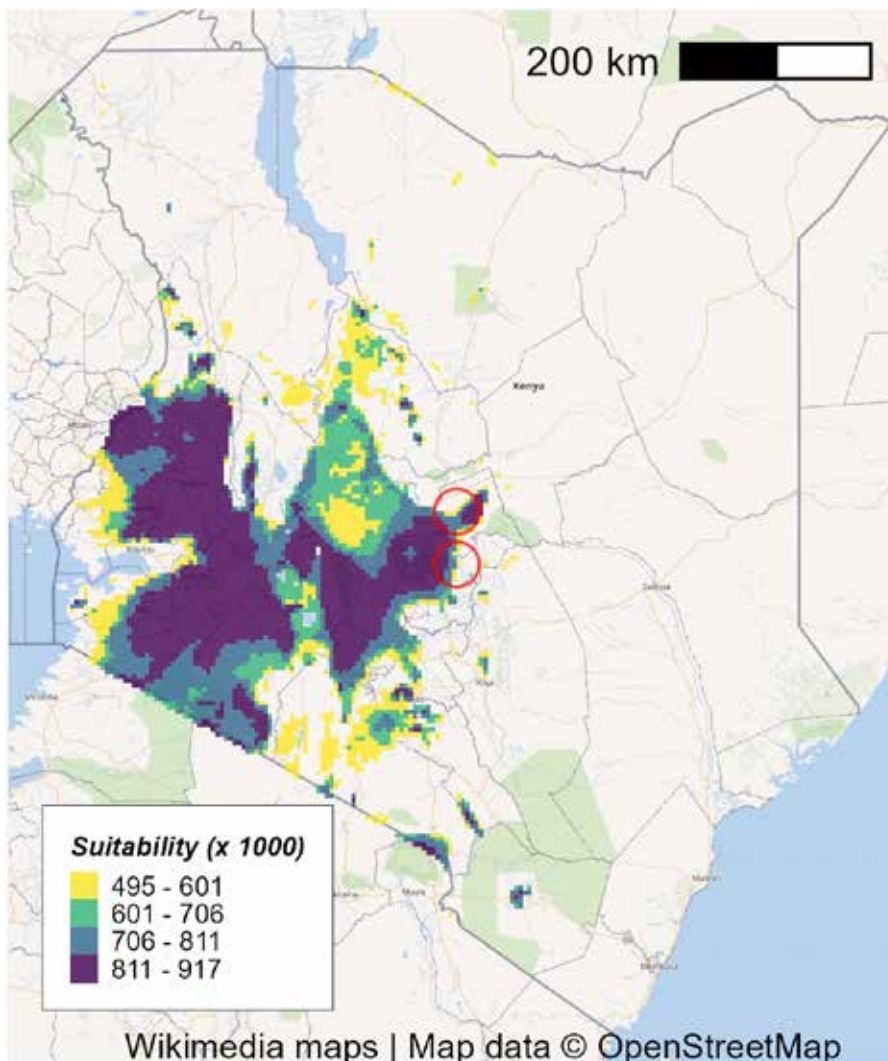 200 km
Kenya
Suitability (x 1000)
495 - 601
601 - 706
706 - 811
811 - 917
Wikimedia maps | Map data © OpenStreetMap